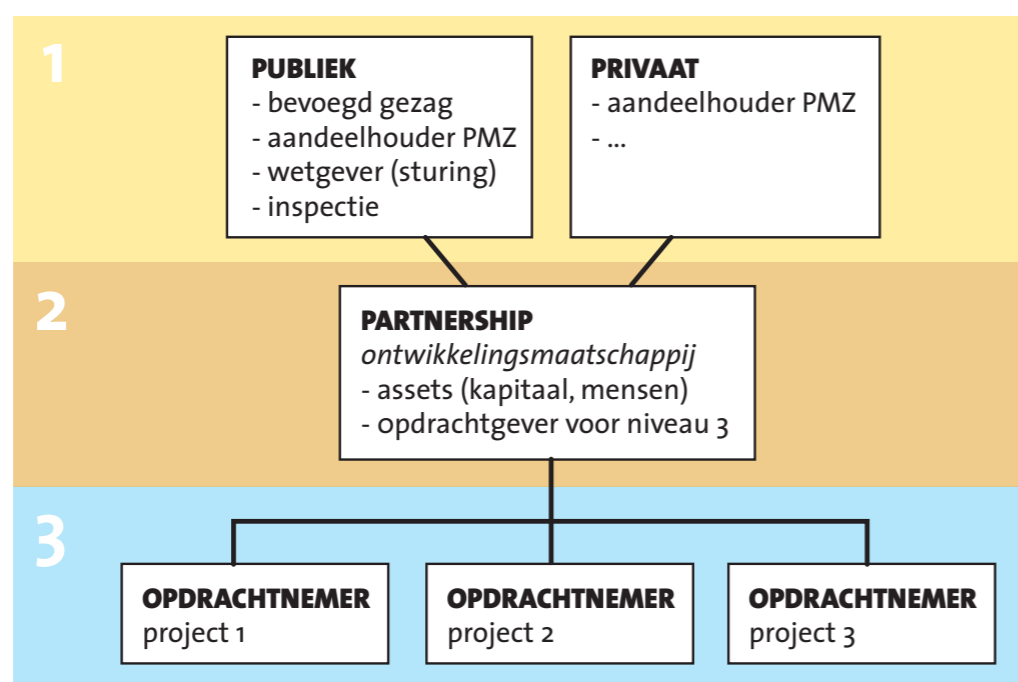 1
PUBLIEK
- bevoegd gezag
- aandeelhouder PMZ
- wetgever (sturing)
- inspectie
PRIVAAT
- aandeelhouder PMZ
- ...
2
PARTNERSHIP
ontwikkelingsmaatschappij
- assets (kapitaal, mensen)
- opdrachtgever voor niveau 3
3
OPDRACHTNEMER
project 1
OPDRACHTNEMER
project 2
OPDRACHTNEMER
project 3